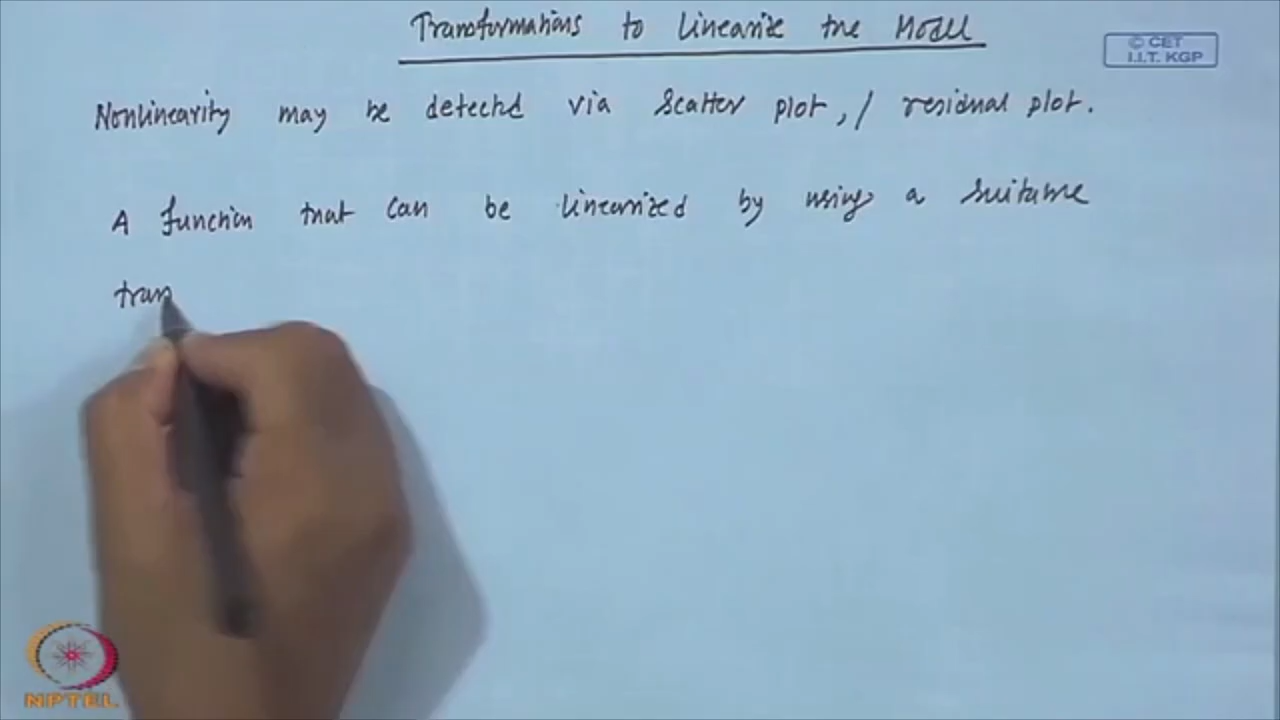 Transformations to linearize the Model
© CET
I.I.T. KGP
Nonlinearity may be detected via scatter plot, / residual plot.
A function that can be linearized by using a suitable
tran
NPTEL